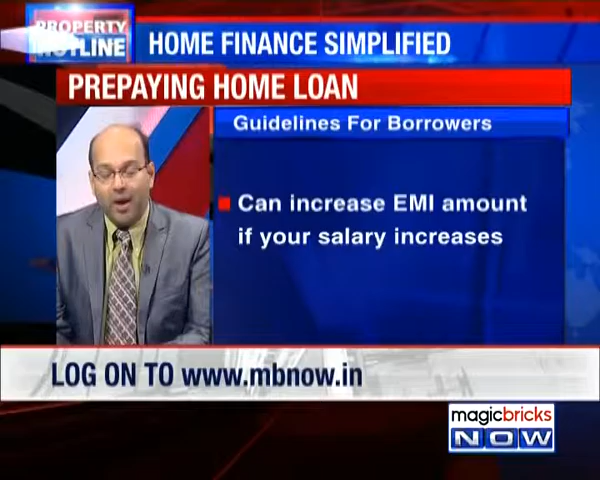 PROPERTY
HOTLINE
HOME FINANCE SIMPLIFIED
PREPAYING HOME LOAN
Guidelines For Borrowers
Can increase EMI amount
if your salary increases
LOG ON TO www.mbnow.in
magicbricks
NOW